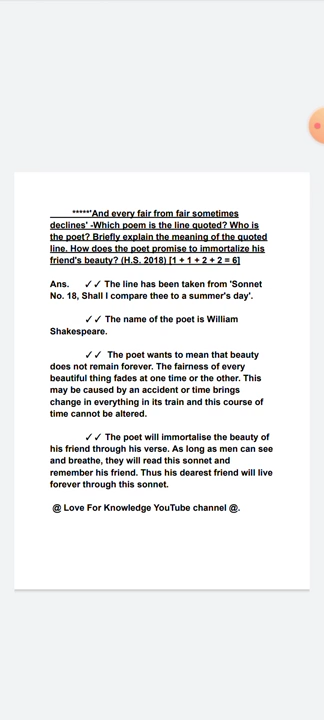 *****'And every fair from fair sometimes
declines' -Which poem is the line quoted? Who is
the poet? Briefly explain the meaning of the quoted
line. How does the poet promise to immortalize his
friend's beauty? (H.S. 2018) [1 + 1 + 2 + 2 = 6]
Ans. ✓✓ The line has been taken from 'Sonnet
No. 18, Shall I compare thee to a summer's day'.
✓✓ The name of the poet is William
Shakespeare.
✓✓ The poet wants to mean that beauty
does not remain forever. The fairness of every
beautiful thing fades at one time or the other. This
may be caused by an accident or time brings
change in everything in its train and this course of
time cannot be altered.
✓✓ The poet will immortalise the beauty of
his friend through his verse. As long as men can see
and breathe, they will read this sonnet and
remember his friend. Thus his dearest friend will live
forever through this sonnet.
@ Love For Knowledge YouTube channel @.